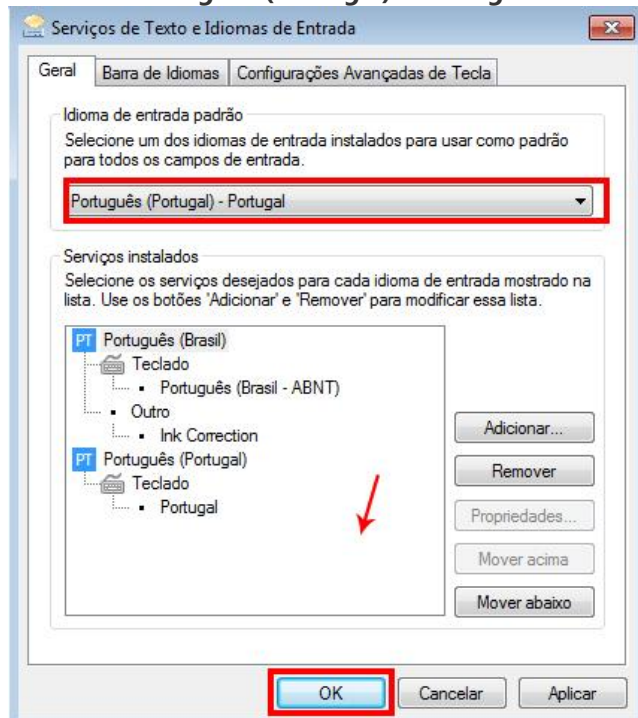 Serviços de Texto e Idiomas de Entrada
Geral Barra de Idiomas Configurações Avançadas de Tecla
Idioma de entrada padrão
Selecione um dos idiomas de entrada instalados para usar como padrão
para todos os campos de entrada.
Português (Portugal) - Portugal
Serviços instalados
Selecione os serviços desejados para cada idioma de entrada mostrado na
lista. Use os botões 'Adicionar' e 'Remover' para modificar essa lista.
PT Português (Brasil)
Teclado
Português (Brasil - ABNT)
Outro
Ink Correction
PT Português (Portugal)
Teclado
Portugal
Adicionar...
Remover
Propriedades...
Mover acima
Mover abaixo
OK Cancelar Aplicar